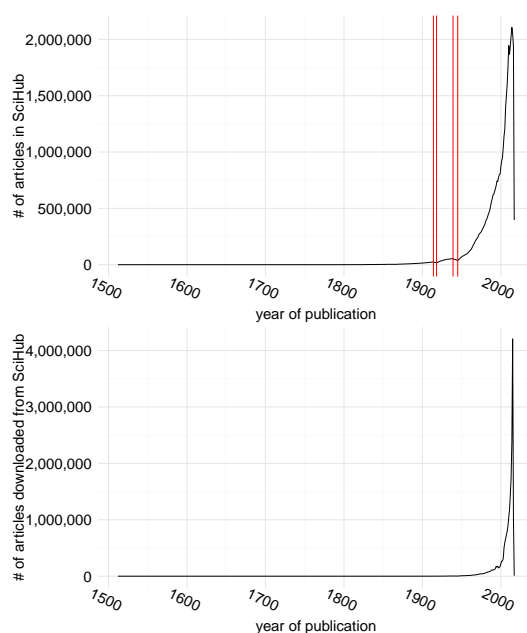 # of articles in SciHub
2,000,000
1,500,000
1,000,000
500,000
0
1500 1600 1700 1800 1900 2000
year of publication
# of articles downloaded from SciHub
4,000,000
3,000,000
2,000,000
1,000,000
0
1500 1600 1700 1800 1900 2000
year of publication